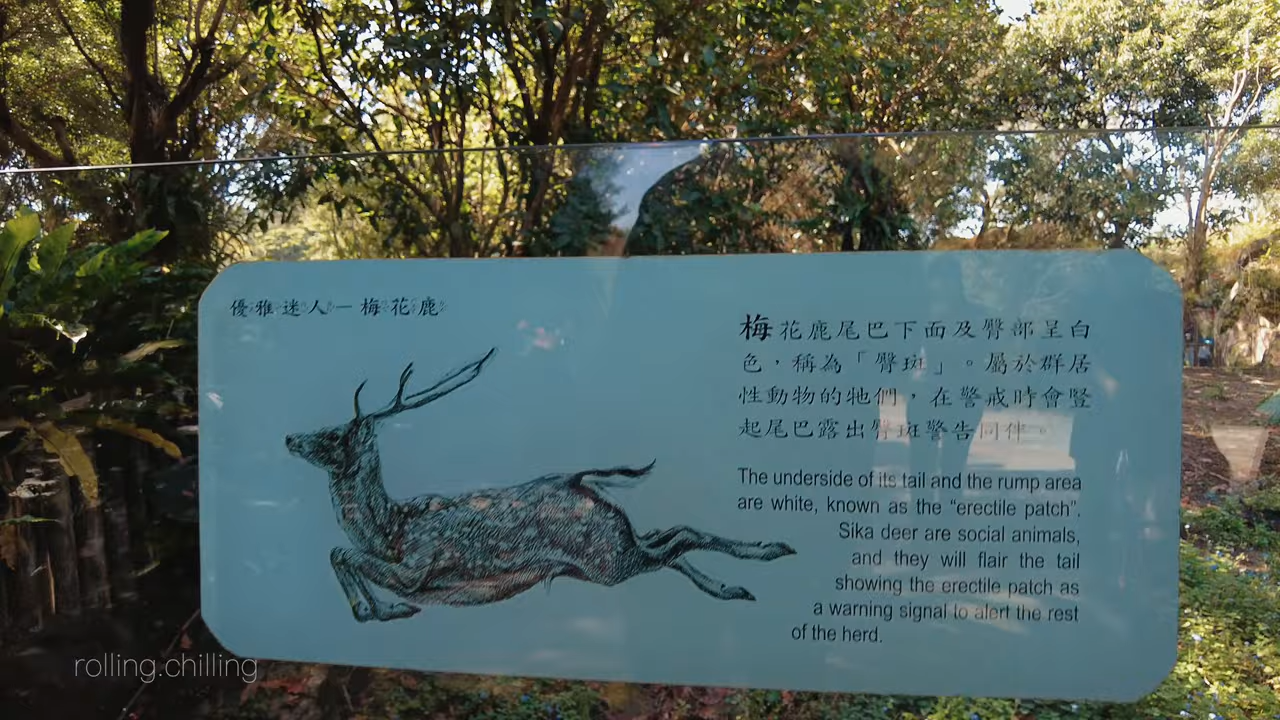 優雅迷人－梅花鹿
梅花鹿尾巴下面及臀部呈白
色，稱為「臀斑」。屬於群居
性動物的牠們，在警戒時會豎
起尾巴露出臀斑警告同伴。
The underside of its tail and the rump area
are white, known as the “erectile patch”.
Sika deer are social animals,
and they will flair the tail
showing the erectile patch as
a warning signal to alert the rest
of the herd.
rolling.chilling